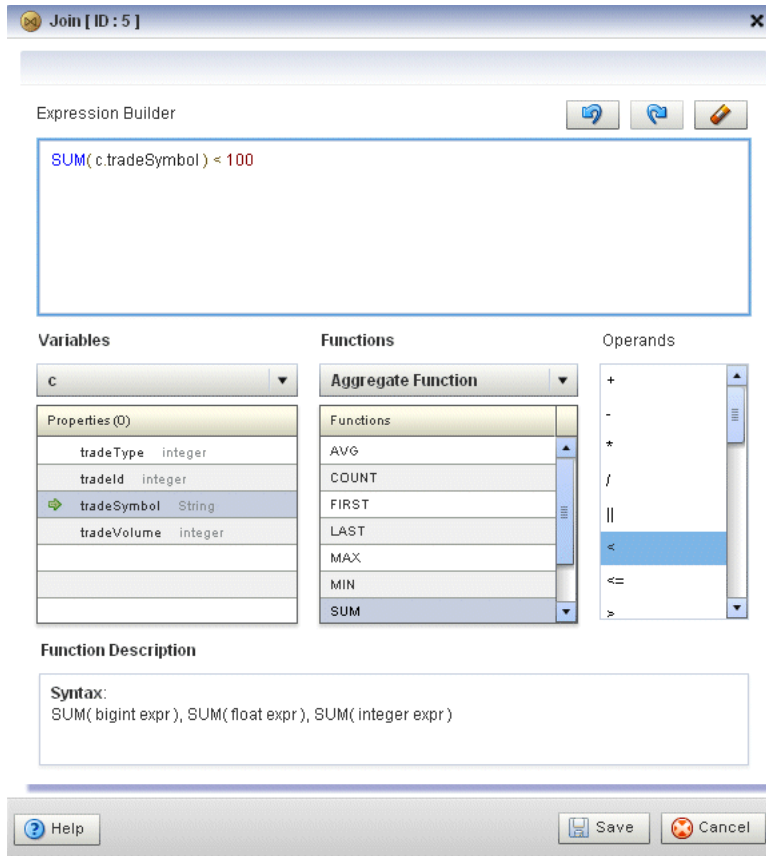 Join [ ID : 5 ]
Expression Builder
SUM( c.tradeSymbol ) < 100
Variables
Functions
Operands
c
Aggregate Function
Properties (0)
tradeType integer
tradeId integer
tradeSymbol String
tradeVolume integer
Functions
AVG
COUNT
FIRST
LAST
MAX
MIN
SUM
+
-
*
/
||
<
<=
>
Function Description
Syntax:
SUM( bigint expr ), SUM( float expr ), SUM( integer expr )
Help
Save
Cancel